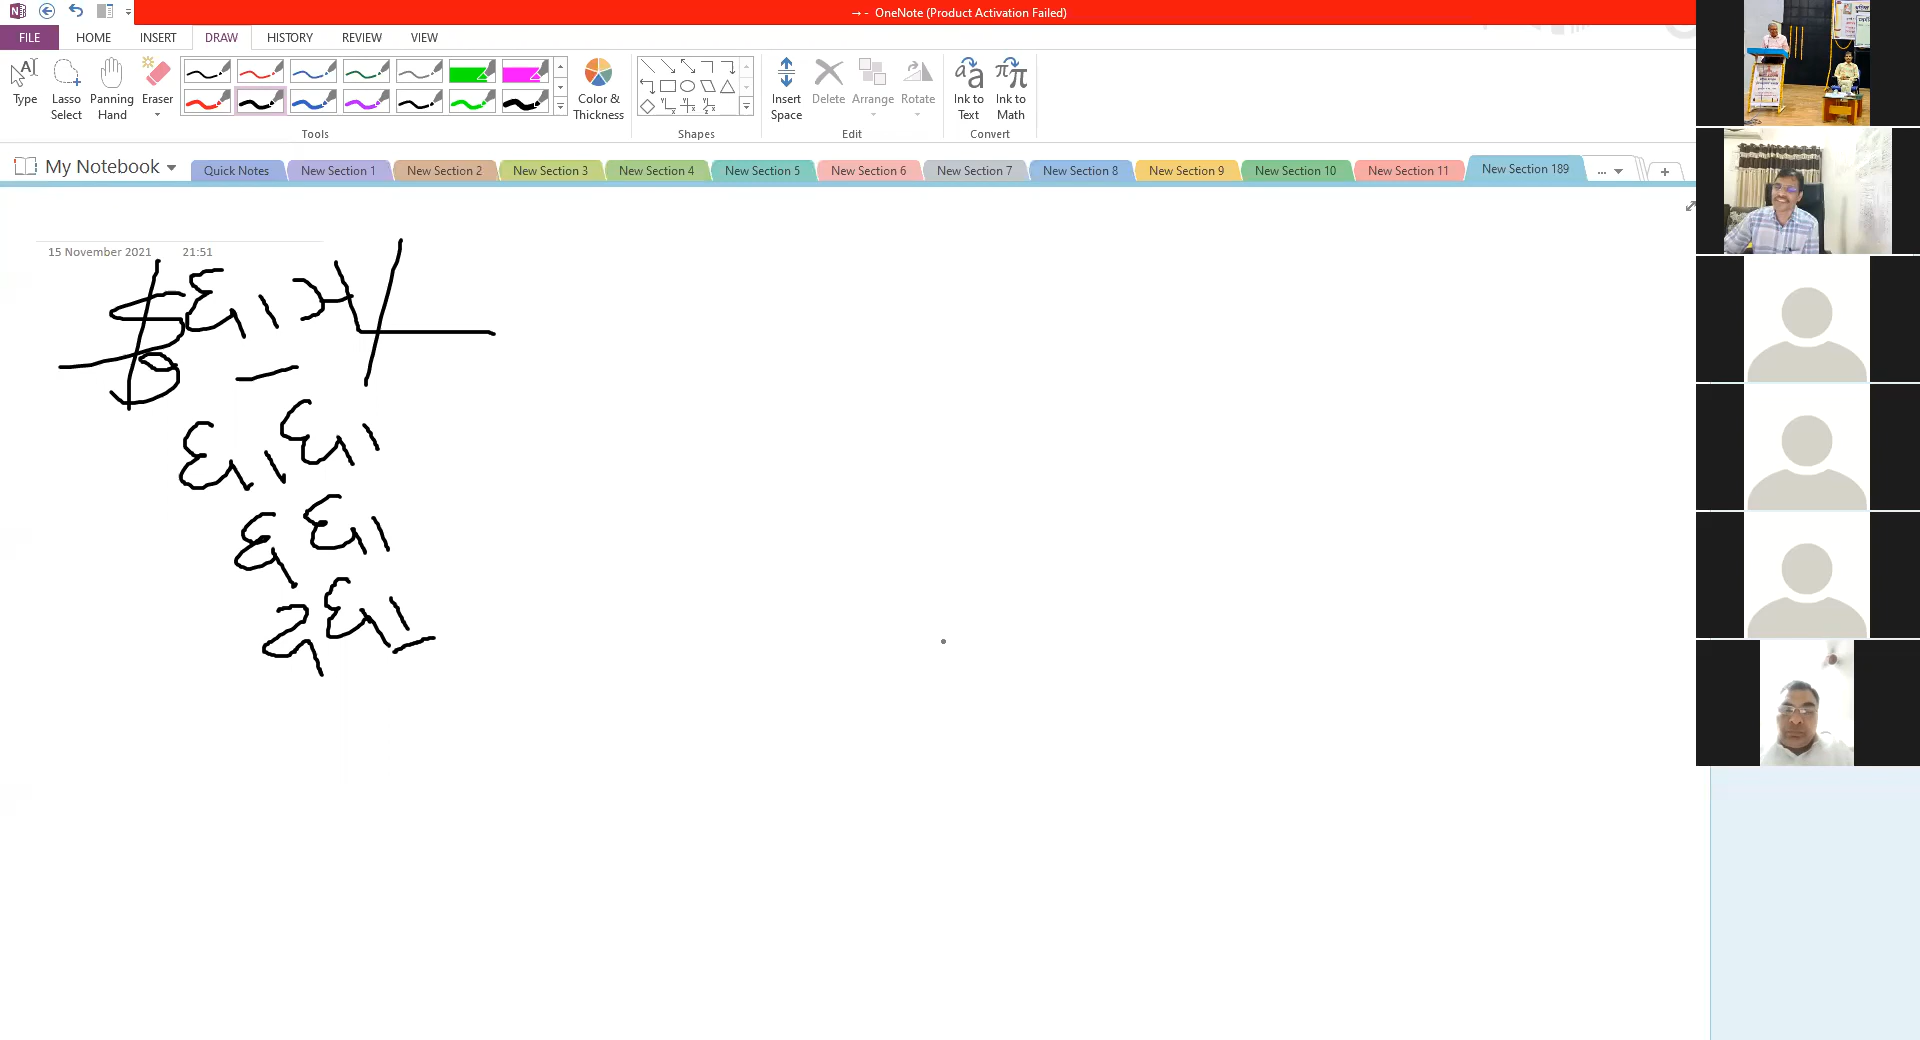 → - OneNote (Product Activation Failed)
FILE HOME INSERT DRAW HISTORY REVIEW VIEW
Type Lasso Select Panning Hand Eraser Color & Thickness Insert Space Delete Arrange Rotate Ink to Text Ink to Math
Tools Shapes Edit Convert
My Notebook Quick Notes New Section 1 New Section 2 New Section 3 New Section 4 New Section 5 New Section 6 New Section 7 New Section 8 New Section 9 New Section 10 New Section 11 New Section 189 ... +
15 November 2021 21:51
धा धा
ध् धा
द् धा